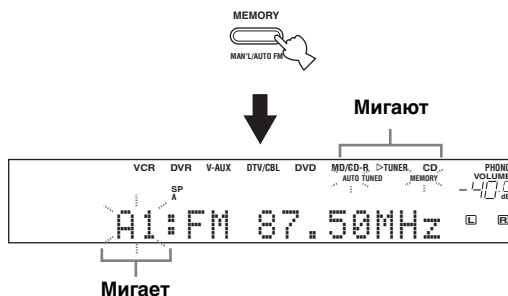 MEMORY
MAN'L/AUTO FM
Мигают
VCR DVR V-AUX DTV/CBL DVD MD/CD-R ▷TUNER CD PHONO
AUTO TUNED MEMORY VOLUME
SP
A
-40.0 dB
A1:FM 87.50MHz L R
Мигает